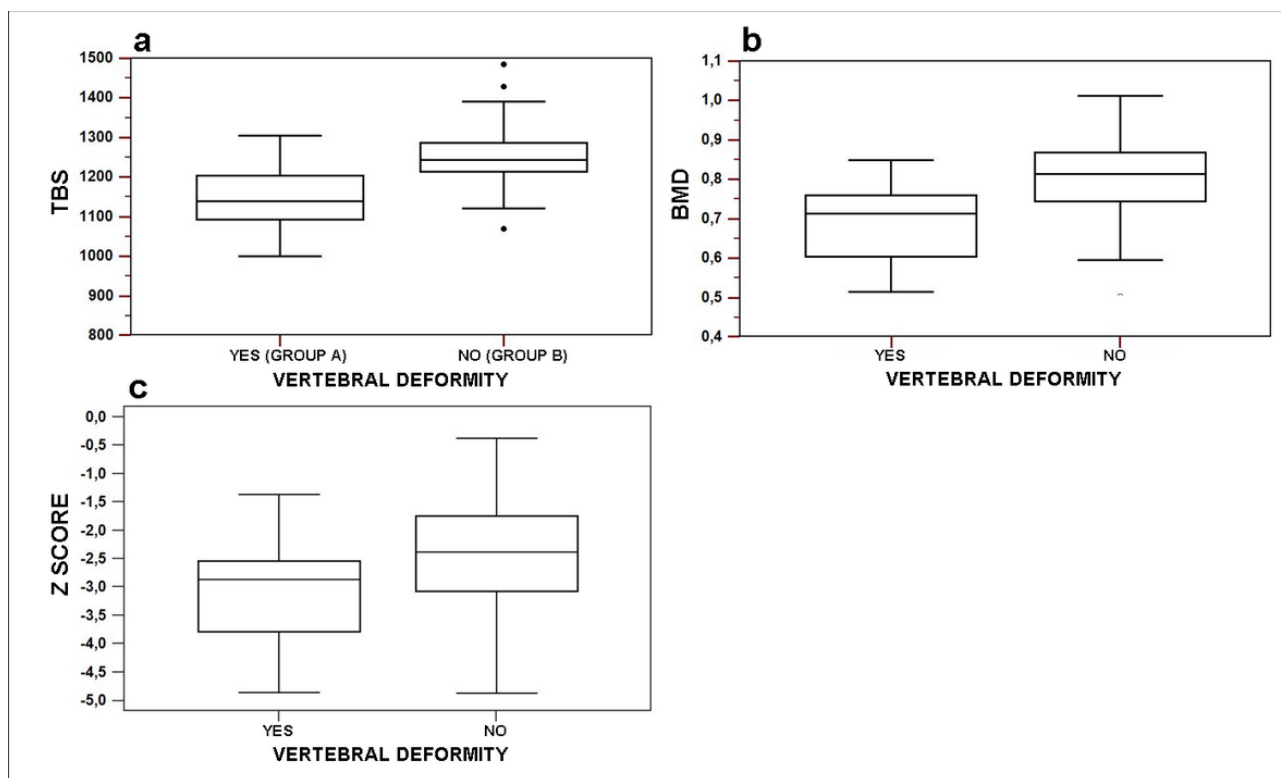 a
1500
1400
1300
1200
1100
1000
900
800
TBS
YES (GROUP A) NO (GROUP B)
VERTEBRAL DEFORMITY
b
1,1
1,0
0,9
0,8
0,7
0,6
0,5
0,4
BMD
YES NO
VERTEBRAL DEFORMITY
c
0,0
-0,5
-1,0
-1,5
-2,0
-2,5
-3,0
-3,5
-4,0
-4,5
-5,0
Z SCORE
YES NO
VERTEBRAL DEFORMITY